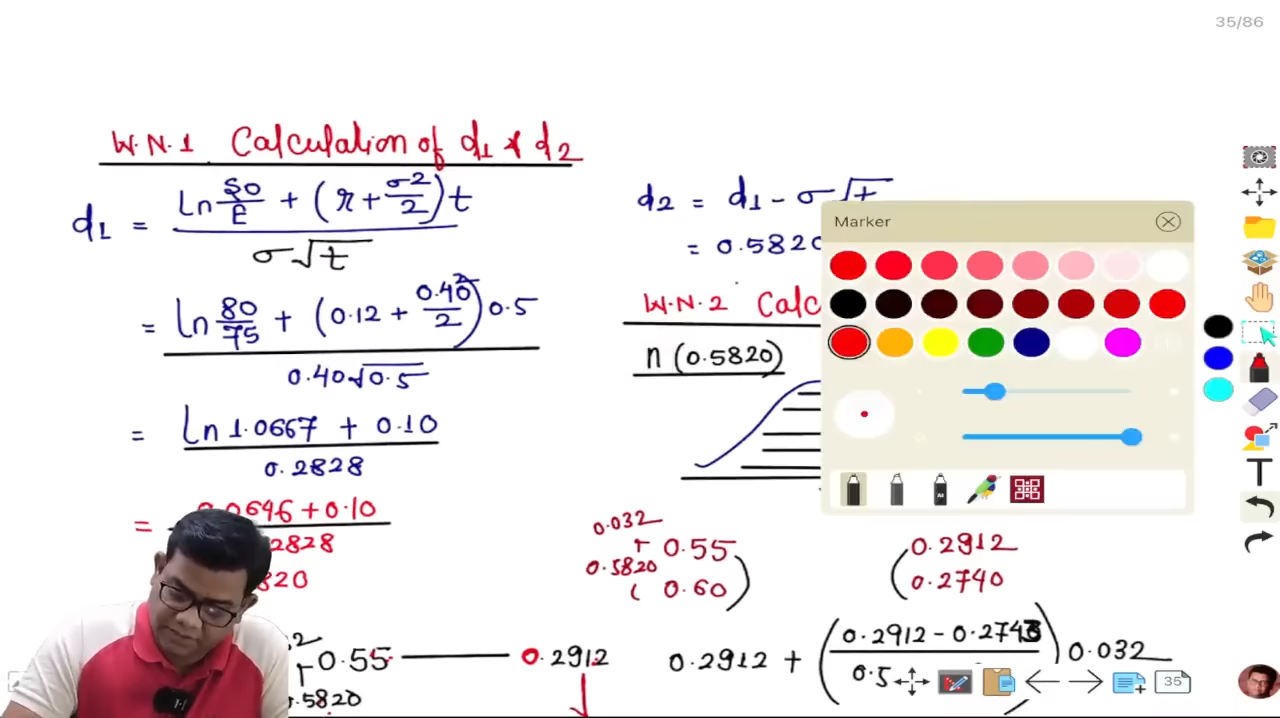 35/86
W.N.1 Calculation of d1 & d2
d1 = ln S0/E + (r + σ2/2) t
σ√t
= ln 80/75 + (0.12 + 0.40²/2) 0.5
0.40√0.5
= ln 1.0667 + 0.10
0.2828
= 0.0646 + 0.10
2828
820
0.55 0.2912
.5820
d2 = d1 - σ√t
= 0.5820
W.N.2 Calc
n (0.5820)
0.032
0.55
0.5820
0.60
0.2912
0.2740
0.2912 + (0.2912 - 0.2743 / 0.5) 0.032
Marker
T
35